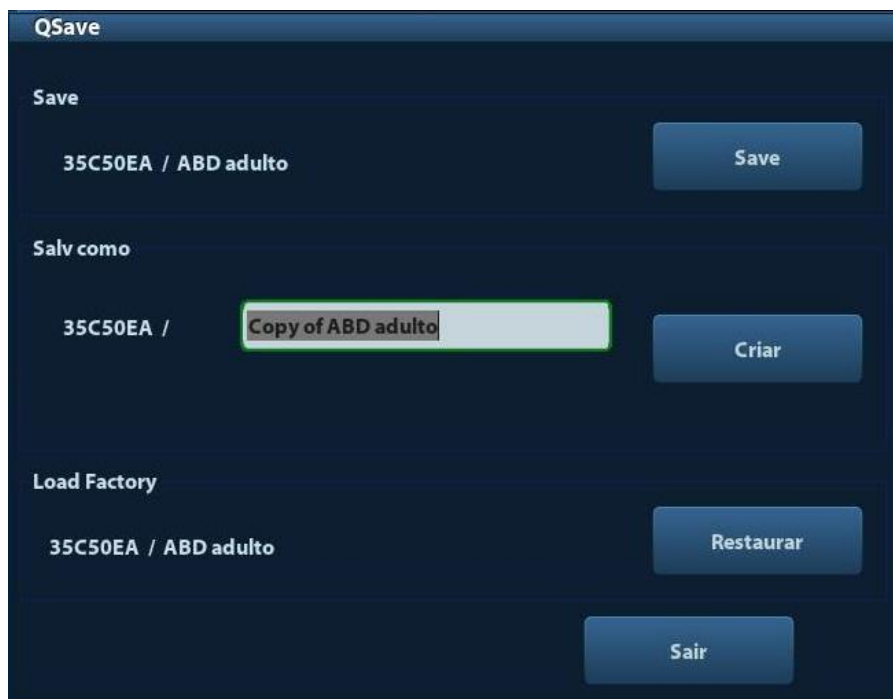 QSave
Save
35C50EA / ABD adulto
Save
Salv como
35C50EA /
Copy of ABD adulto
Criar
Load Factory
35C50EA / ABD adulto
Restaurar
Sair